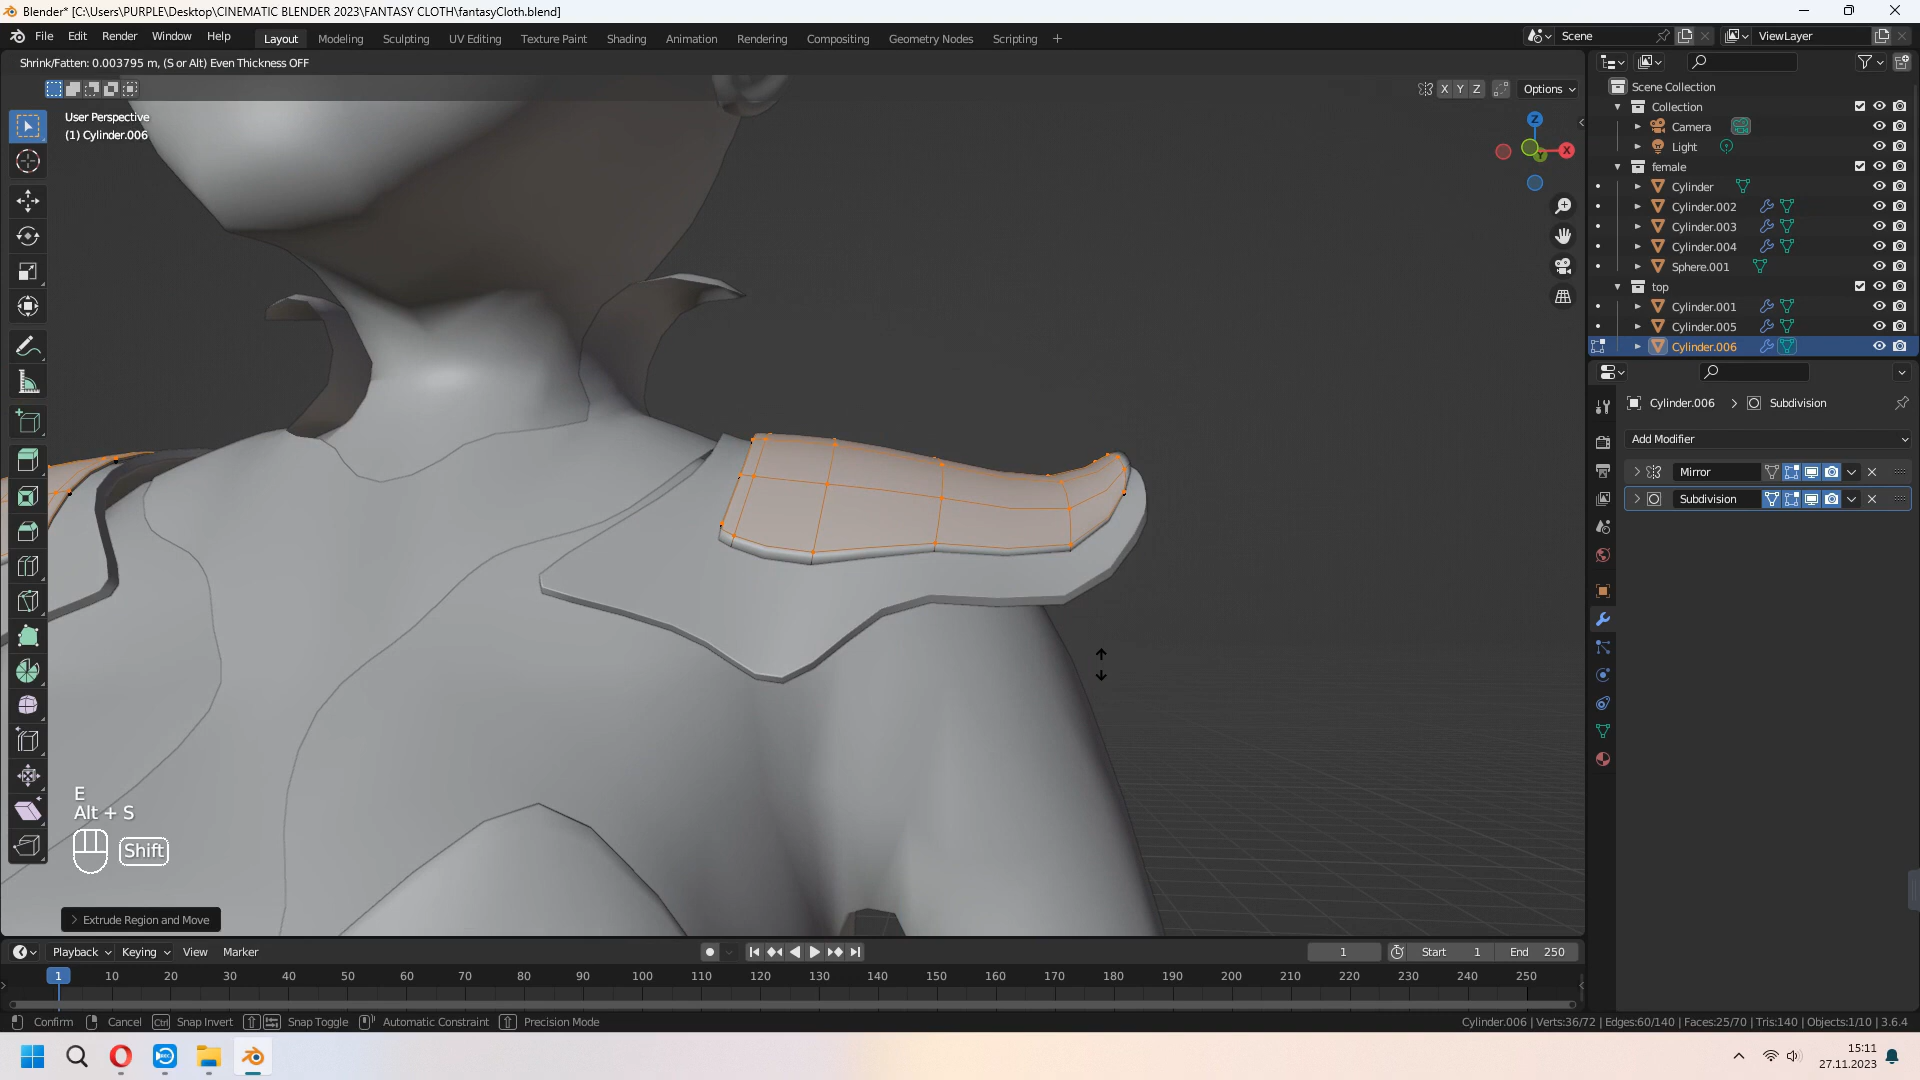 Blender* [C:\Users\PURPLE\Desktop\CINEMATIC BLENDER 2023\FANTASY CLOTH\fantasyCloth.blend]
File Edit Render Window Help Layout Modeling Sculpting UV Editing Texture Paint Shading Animation Rendering Compositing Geometry Nodes Scripting + Scene ViewLayer
Shrink/Fatten: 0.003795 m, (S or Alt) Even Thickness OFF
X Y Z Options
User Perspective
(1) Cylinder.006
Z
X
Y
Scene Collection
Collection
Camera
Light
female
Cylinder
Cylinder.002
Cylinder.003
Cylinder.004
Sphere.001
top
Cylinder.001
Cylinder.005
Cylinder.006
Cylinder.006 > Subdivision
Add Modifier
Mirror
Subdivision
E
Alt + S
Shift
Extrude Region and Move
Playback Keying View Marker 1 Start 1 End 250
1 10 20 30 40 50 60 70 80 90 100 110 120 130 140 150 160 170 180 190 200 210 220 230 240 250
Confirm Cancel Ctrl Snap Invert Snap Toggle Automatic Constraint Precision Mode Cylinder.006 | Verts:36/72 | Edges:60/140 | Faces:25/70 | Tris:140 | Objects:1/10 | 3.6.4
REC
15:11
27.11.2023